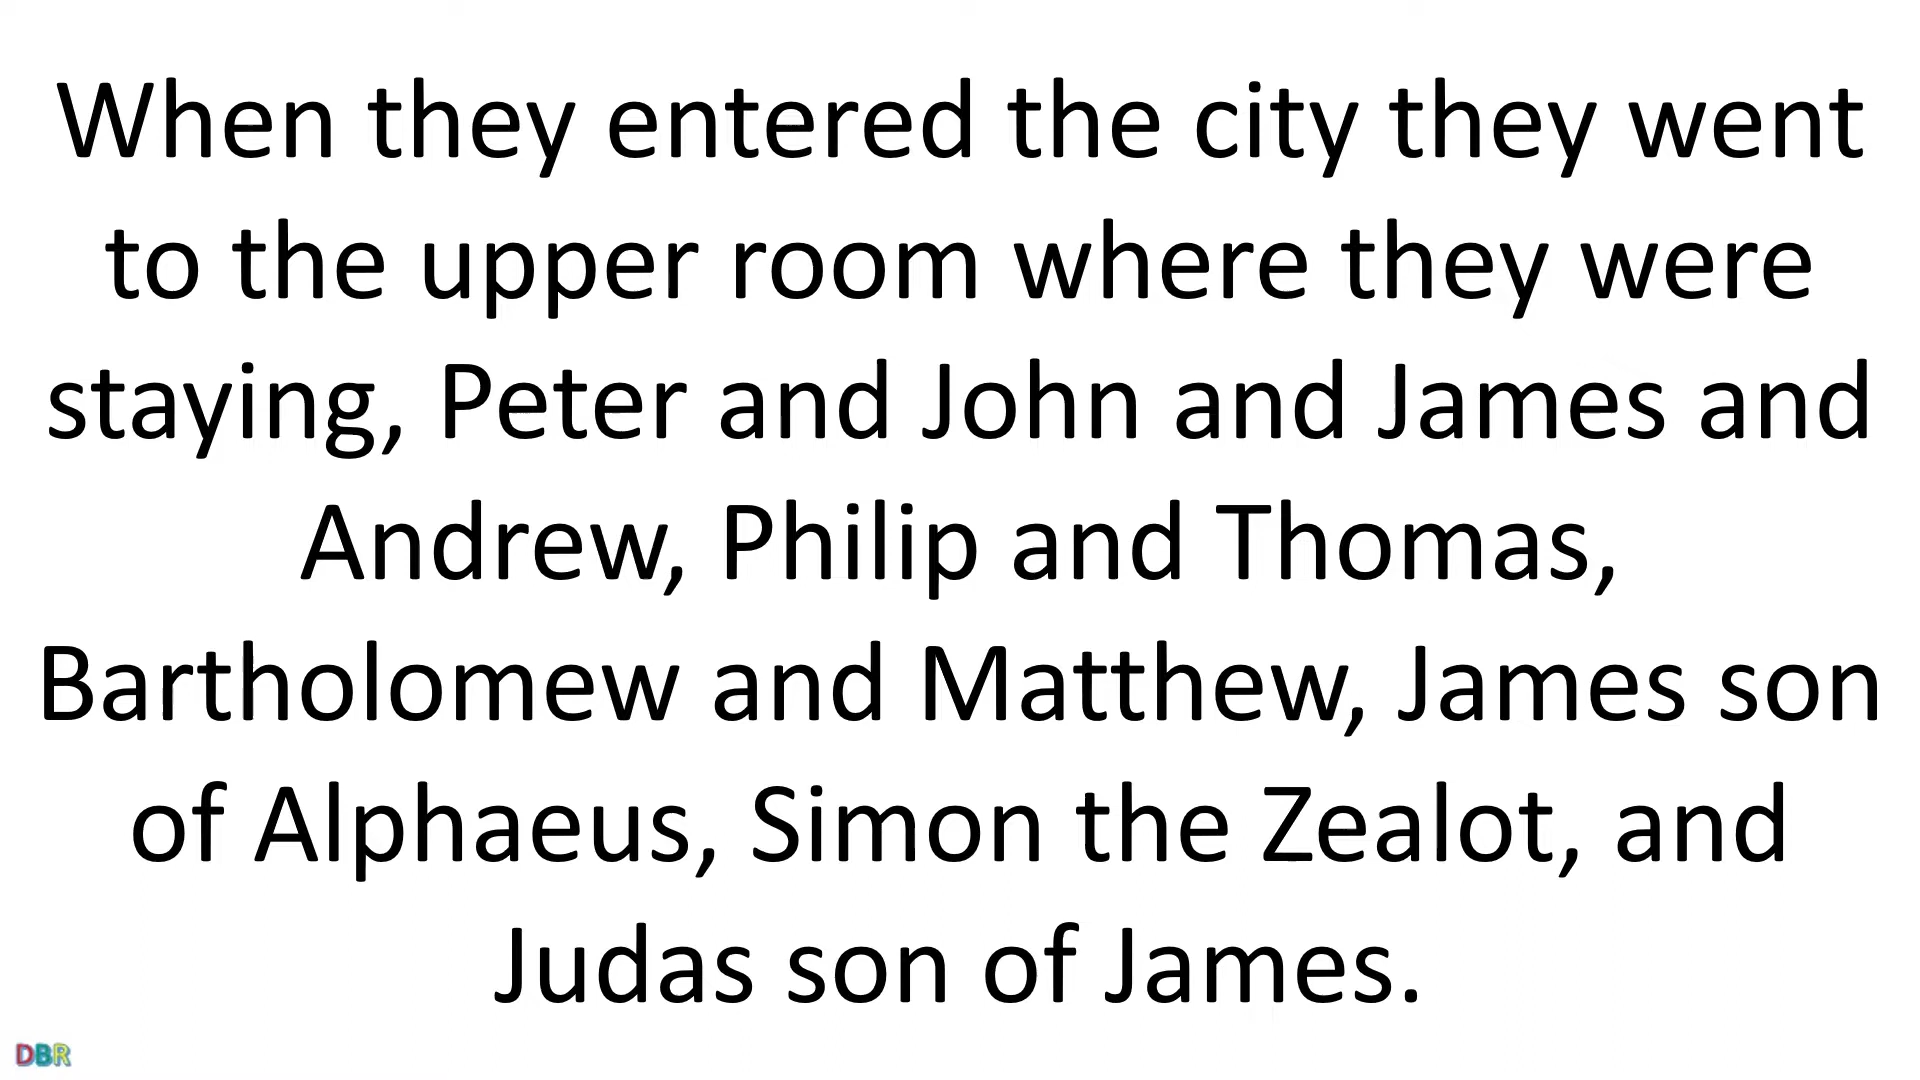 When they entered the city they went
to the upper room where they were
staying, Peter and John and James and
Andrew, Philip and Thomas,
Bartholomew and Matthew, James son
of Alphaeus, Simon the Zealot, and
Judas son of James.
DBR